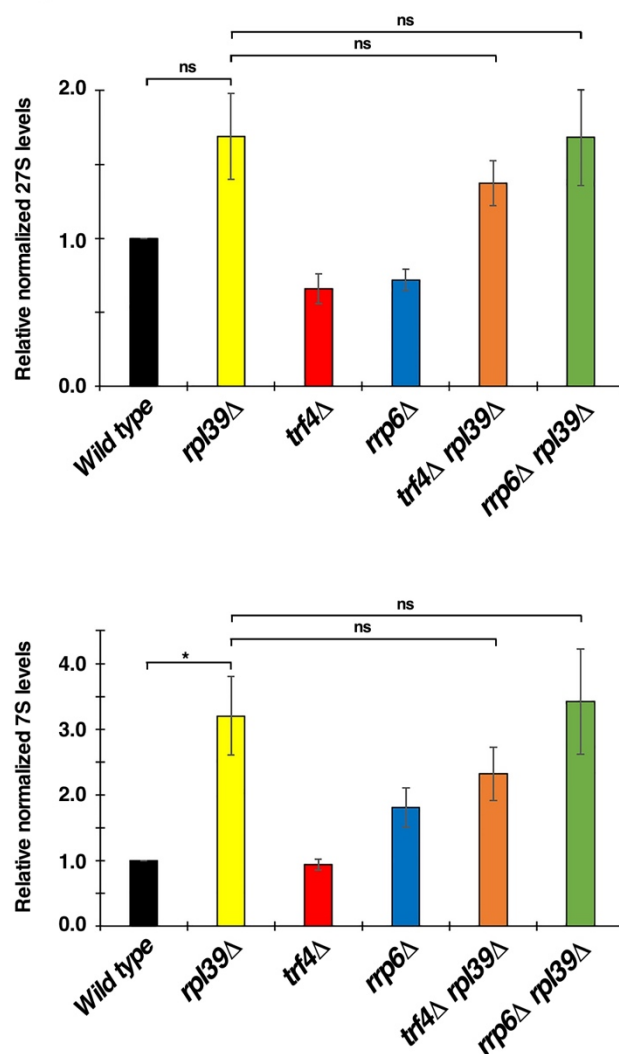 ns
ns
ns
2.0
1.0
0.0
Relative normalized 27S levels
Wild type
rpl39Δ
trf4Δ
rrp6Δ
trf4Δ rpl39Δ
rrp6Δ rpl39Δ
ns
ns
*
4.0
3.0
2.0
1.0
0.0
Relative normalized 7S levels
Wild type
rpl39Δ
trf4Δ
rrp6Δ
trf4Δ rpl39Δ
rrp6Δ rpl39Δ